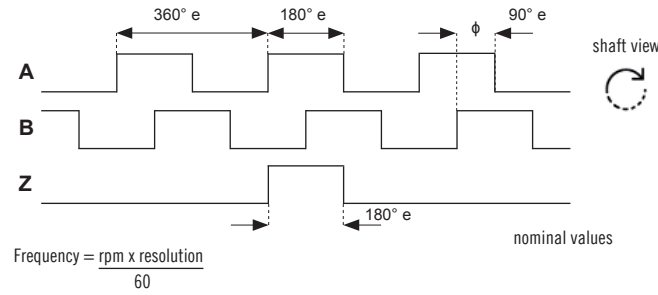 360° e 180° e ϕ 90° e
shaft view
A
B
Z
180° e
nominal values
Frequency = rpm x resolution
60